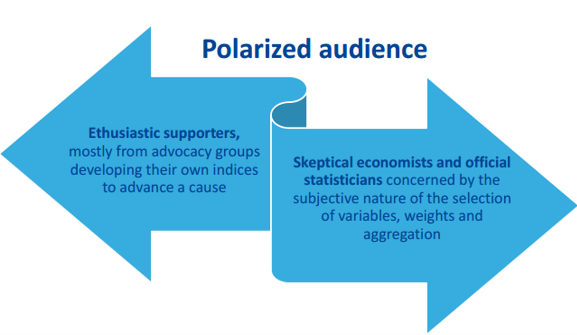 Polarized audience
Ethusiastic supporters,
mostly from advocacy groups
developing their own indices
to advance a cause
Skeptical economists and official
statisticians concerned by the
subjective nature of the selection
of variables, weights and
aggregation